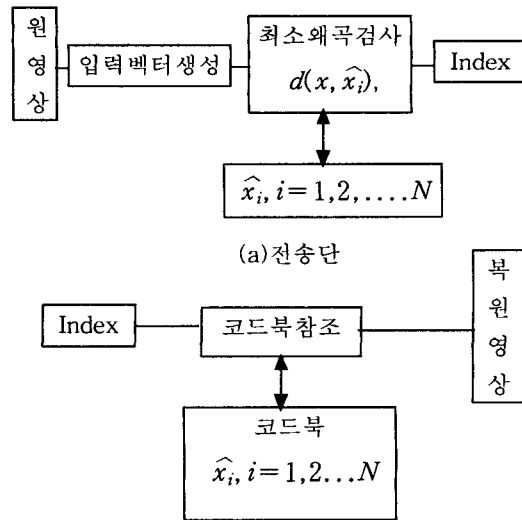 원영상
입력벡터생성
최소왜곡검사
d(x, x̂ᵢ),
Index
x̂ᵢ, i = 1,2,....N
(a)전송단
Index
코드북참조
복원영상
코드북
x̂ᵢ, i = 1,2...N